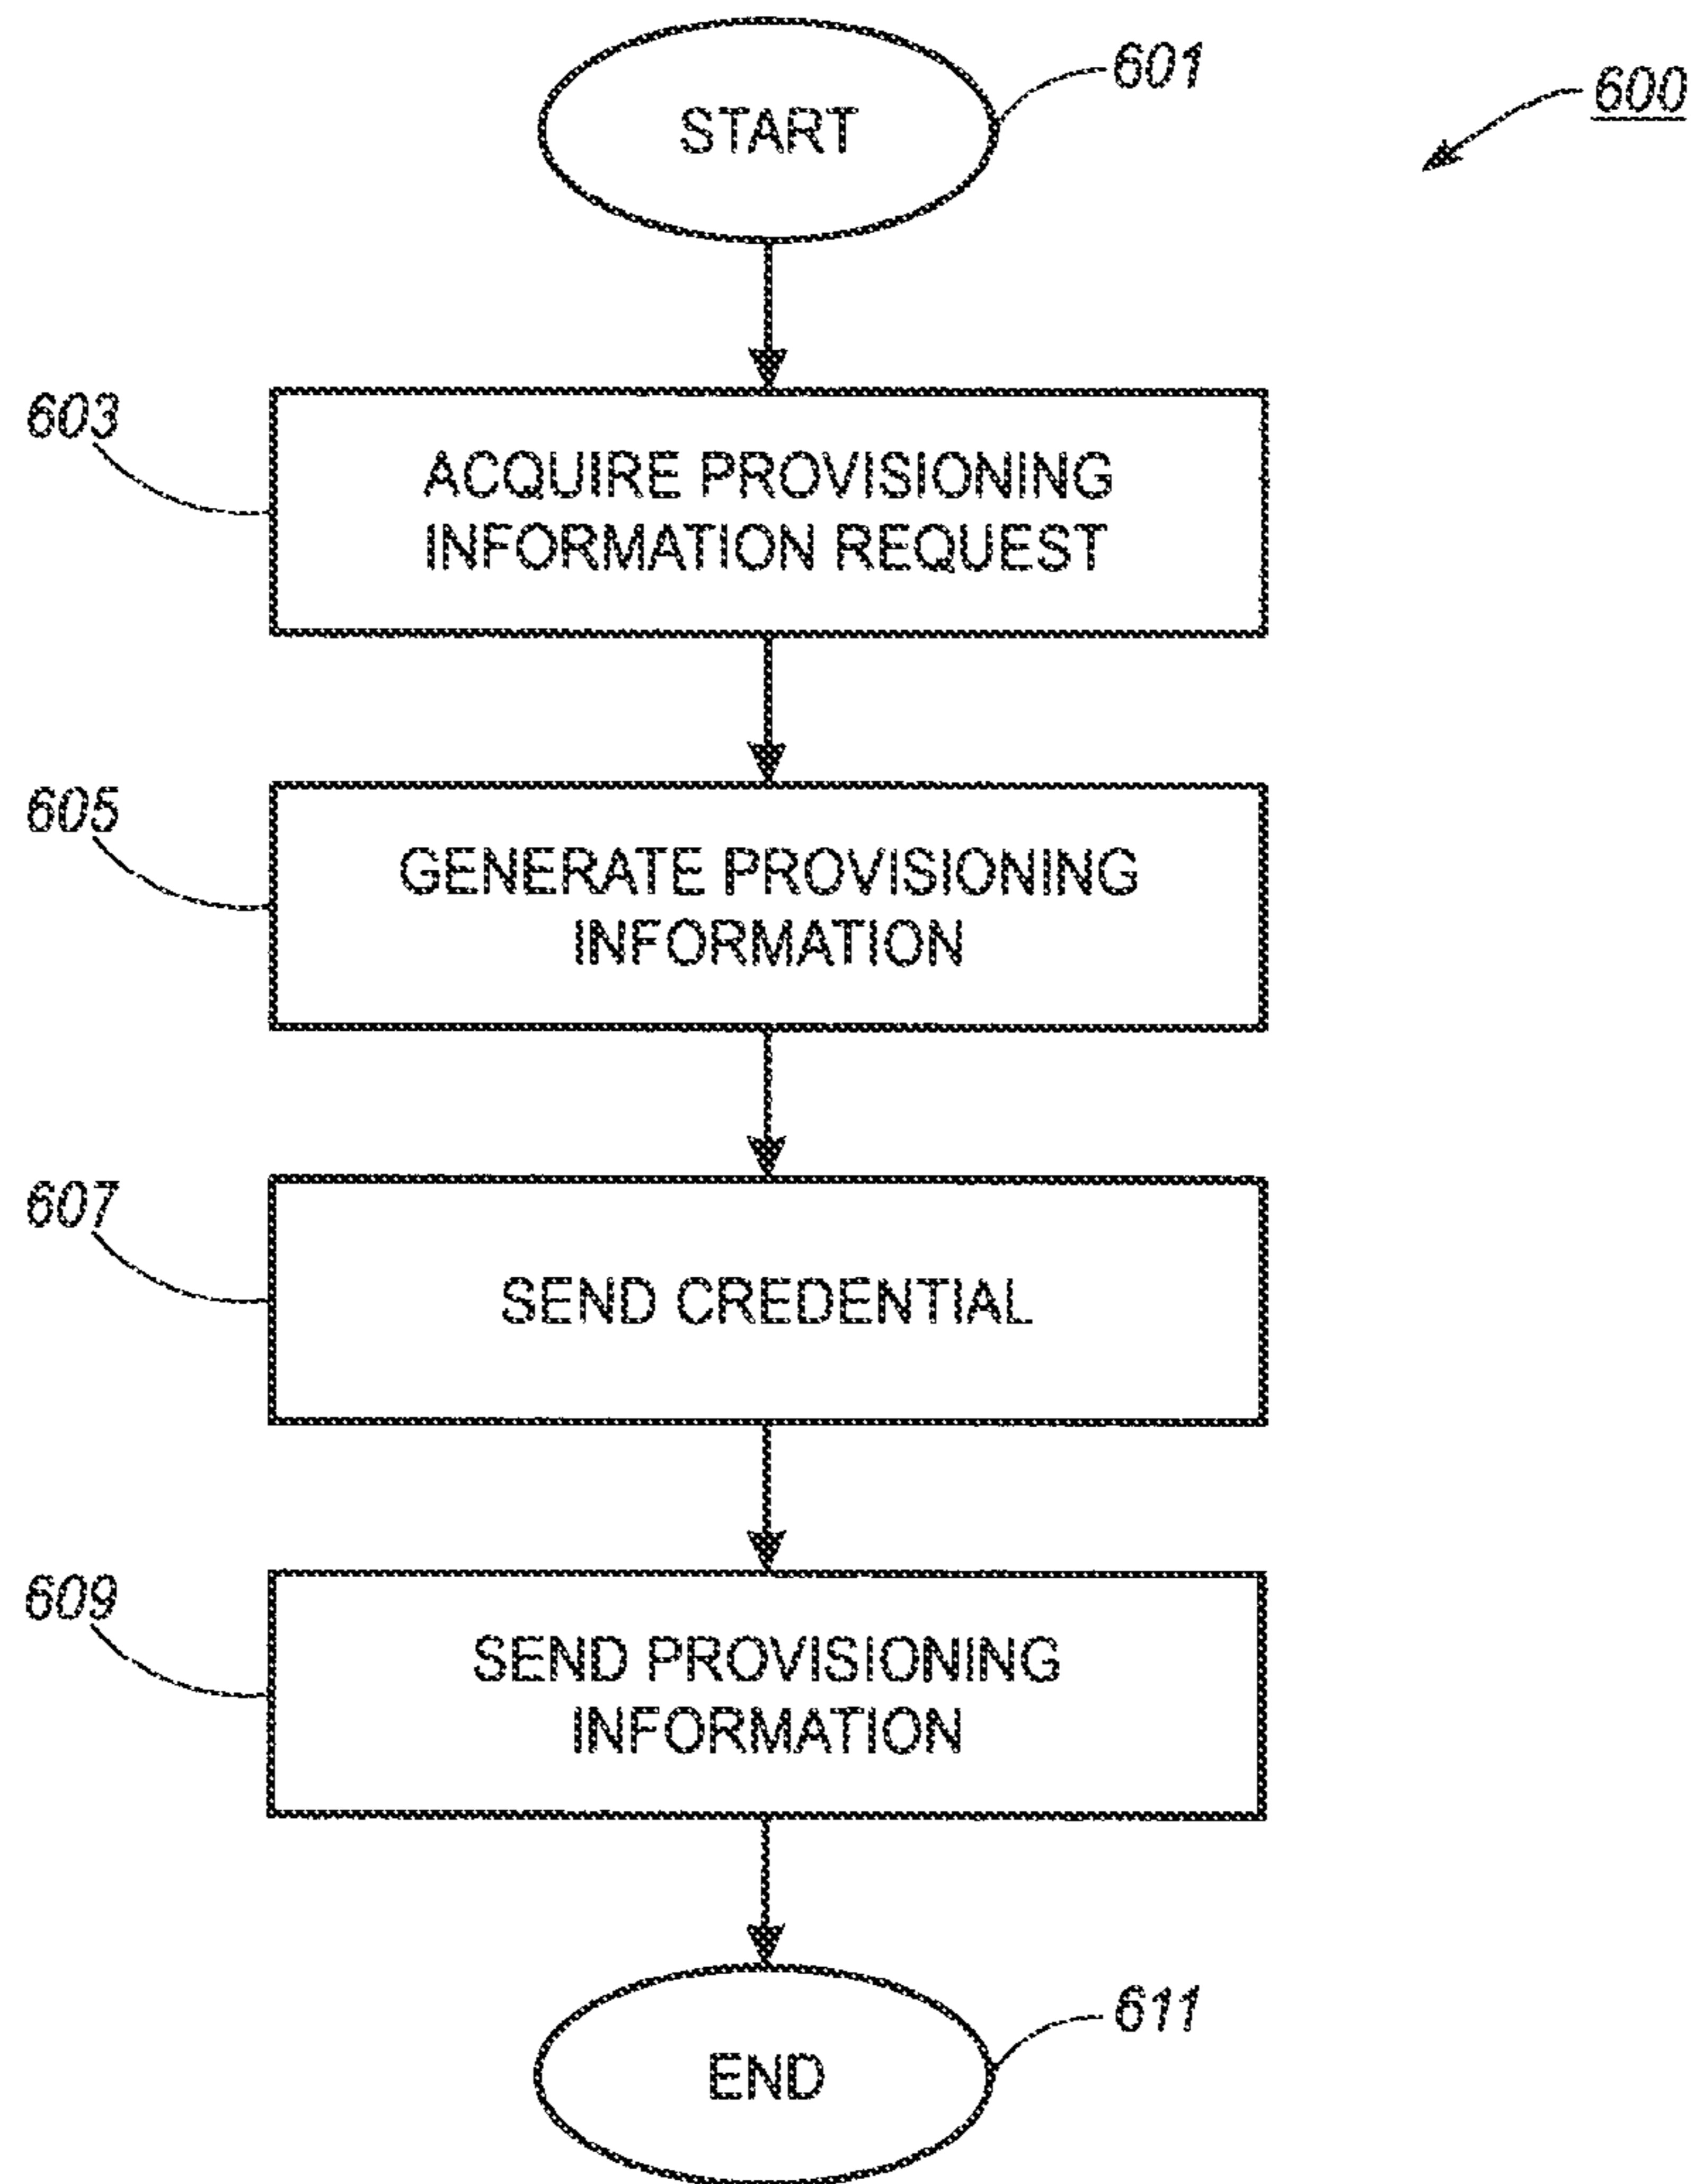 START
601
600
603
ACQUIRE PROVISIONING
INFORMATION REQUEST
605
GENERATE PROVISIONING
INFORMATION
607
SEND CREDENTIAL
609
SEND PROVISIONING
INFORMATION
611
END